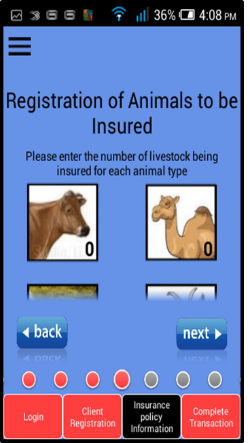 36% 4:08 PM
Registration of Animals to be
Insured
Please enter the number of livestock being
insured for each animal type
0 0
back next
Login Client Registration Insurance policy Information Complete Transaction